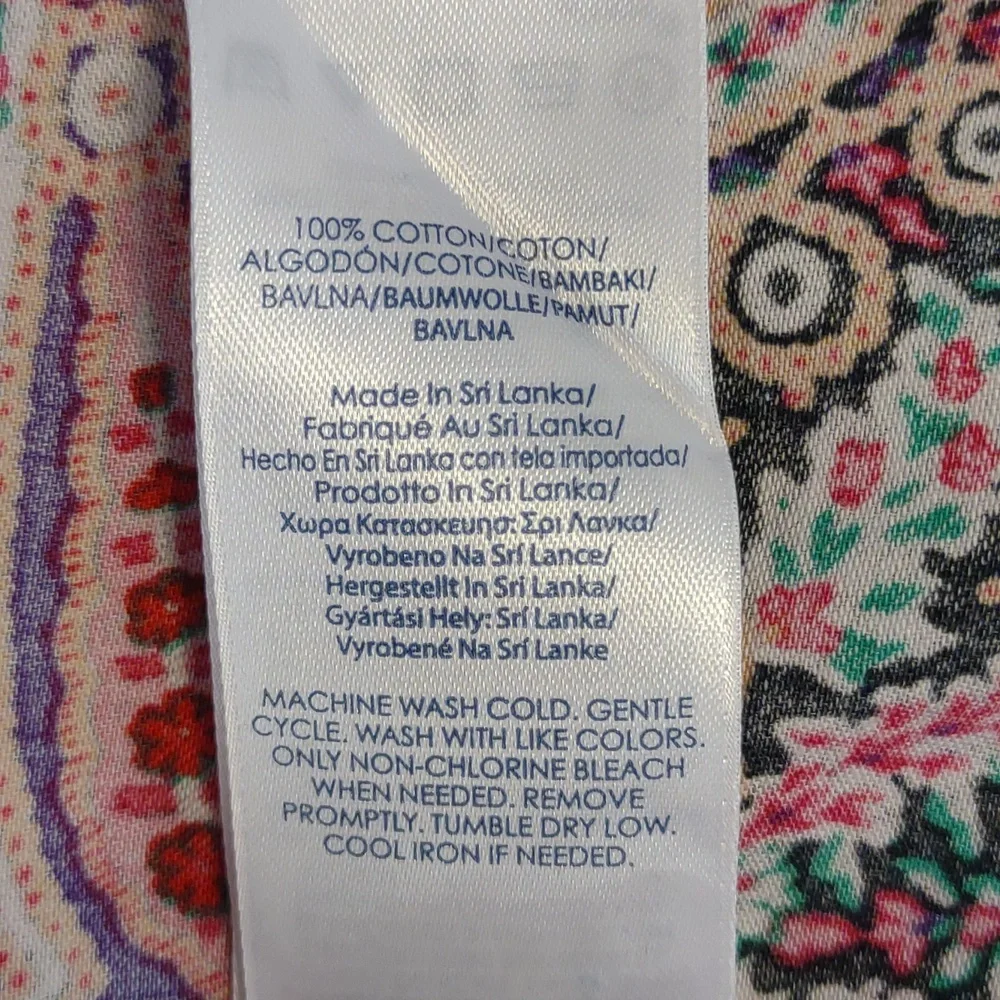 100% COTTON/COTON/
ALGODÓN/COTONE/BAMBAKI/
BAVLNA/BAUMWOLLE/PAMUT/
BAVLNA
Made In Sri Lanka/
Fabriqué Au Sri Lanka/
Hecho En Sri Lanka con tela importada/
Prodotto In Sri Lanka/
Χωρα Κατασκευησ: Σρι Λανκα/
Vyrobeno Na Srí Lance/
Hergestellt In Sri Lanka/
Gyártási Hely: Srí Lanka/
Vyrobené Na Srí Lanke
MACHINE WASH COLD. GENTLE
CYCLE. WASH WITH LIKE COLORS.
ONLY NON-CHLORINE BLEACH
WHEN NEEDED. REMOVE
PROMPTLY. TUMBLE DRY LOW.
COOL IRON IF NEEDED.